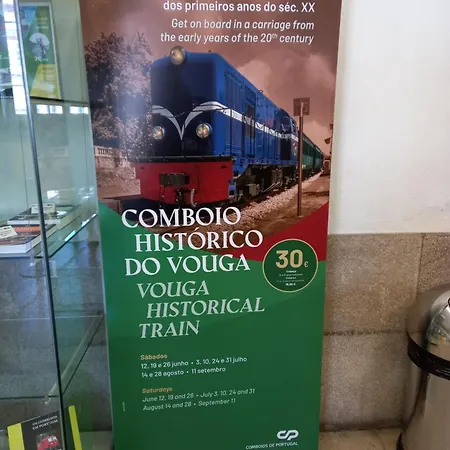 dos primeiros anos do séc. XX
Get on board in a carriage from
the early years of the 20th century
COMBOIO
HISTÓRICO
DO VOUGA
VOUGA
HISTORICAL
TRAIN
30€
Sábados
12, 19 e 26 junho • 3, 10, 24 e 31 julho
14 e 28 agosto • 11 setembro
Saturdays
June 12, 19 and 26 • July 3, 10, 24 and 31
August 14 and 28 • September 11
CP
COMBOIOS DE PORTUGAL